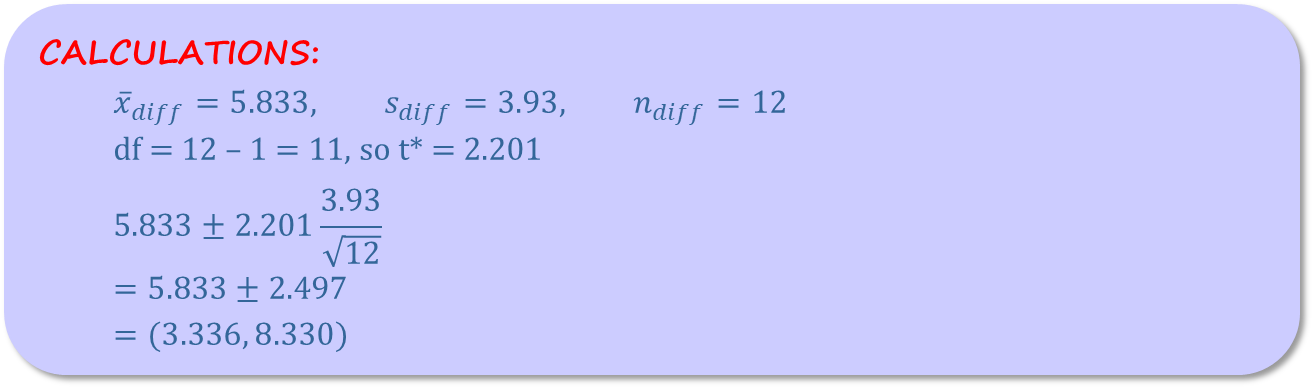 CALCULATIONS:
x̄_diff = 5.833, s_diff = 3.93, n_diff = 12
df = 12 – 1 = 11, so t* = 2.201
5.833 ± 2.201 3.93/√12
= 5.833 ± 2.497
= (3.336, 8.330)